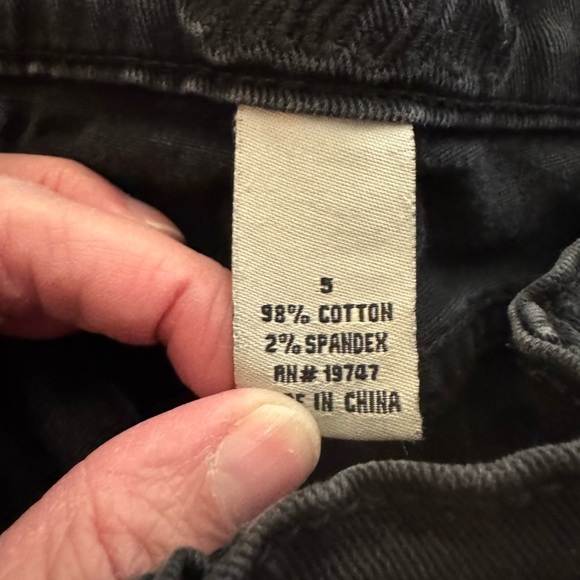 5
98% COTTON
2% SPANDEX
RN# 19747
IN CHINA